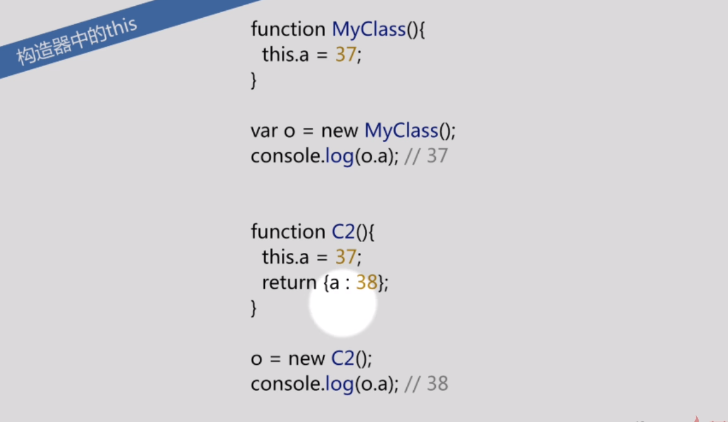 构造器中的this
function MyClass(){
this.a = 37;
}
var o = new MyClass();
console.log(o.a); // 37
function C2(){
this.a = 37;
return {a : 38};
}
o = new C2();
console.log(o.a); // 38